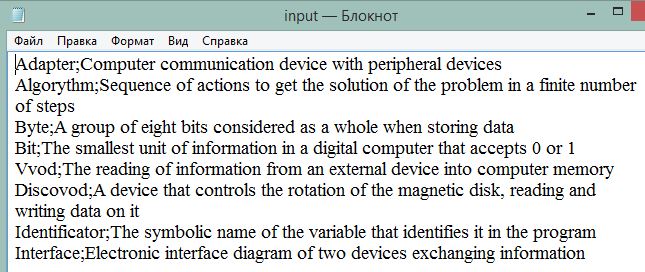 input — Блокнот
Файл Правка Формат Вид Справка
Adapter;Computer communication device with peripheral devices
Algorythm;Sequence of actions to get the solution of the problem in a finite number
of steps
Byte;A group of eight bits considered as a whole when storing data
Bit;The smallest unit of information in a digital computer that accepts 0 or 1
Vvod;The reading of information from an external device into computer memory
Discovod;A device that controls the rotation of the magnetic disk, reading and
writing data on it
Identificator;The symbolic name of the variable that identifies it in the program
Interface;Electronic interface diagram of two devices exchanging information